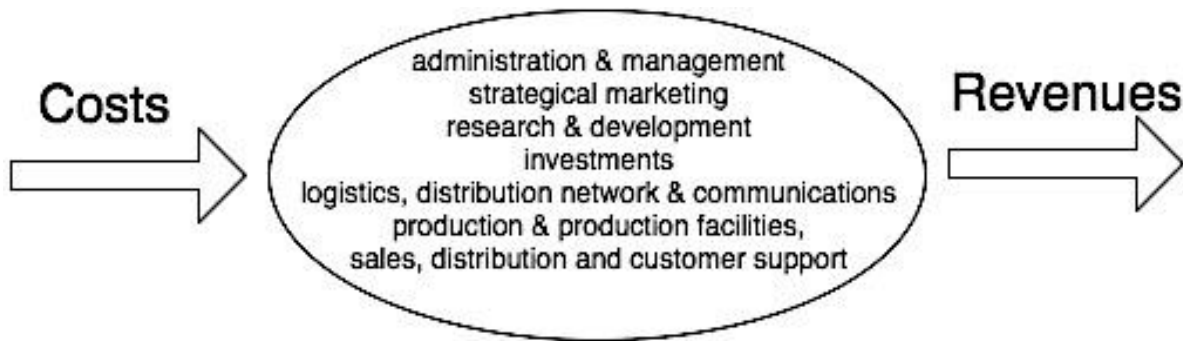 Costs
administration & management
strategical marketing
research & development
investments
logistics, distribution network & communications
production & production facilities,
sales, distribution and customer support
Revenues